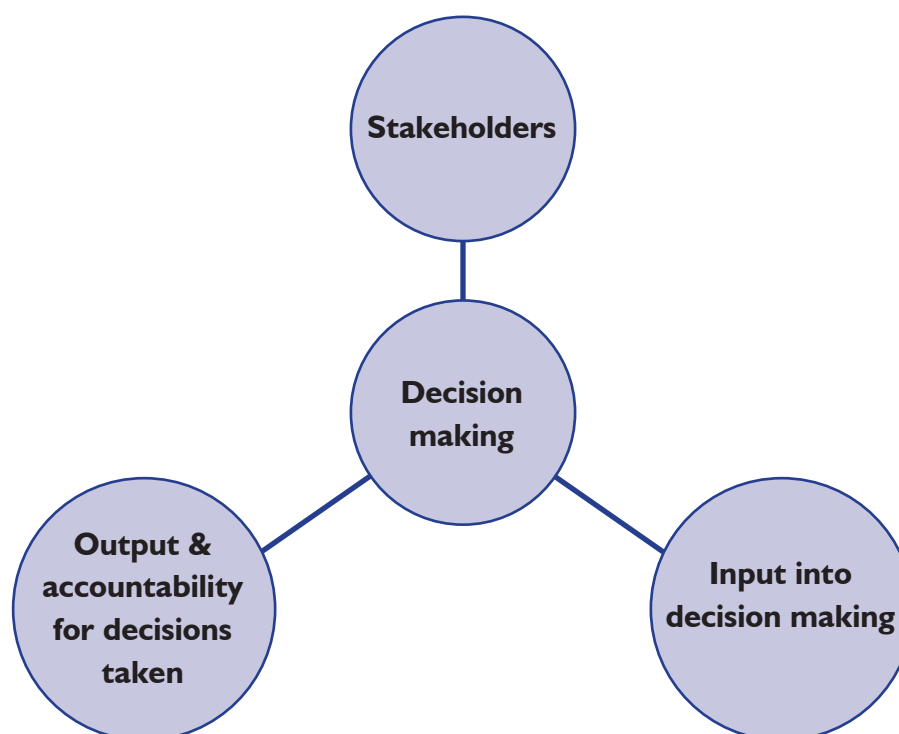 Stakeholders
Decision
making
Output &
accountability
for decisions
taken
Input into
decision making